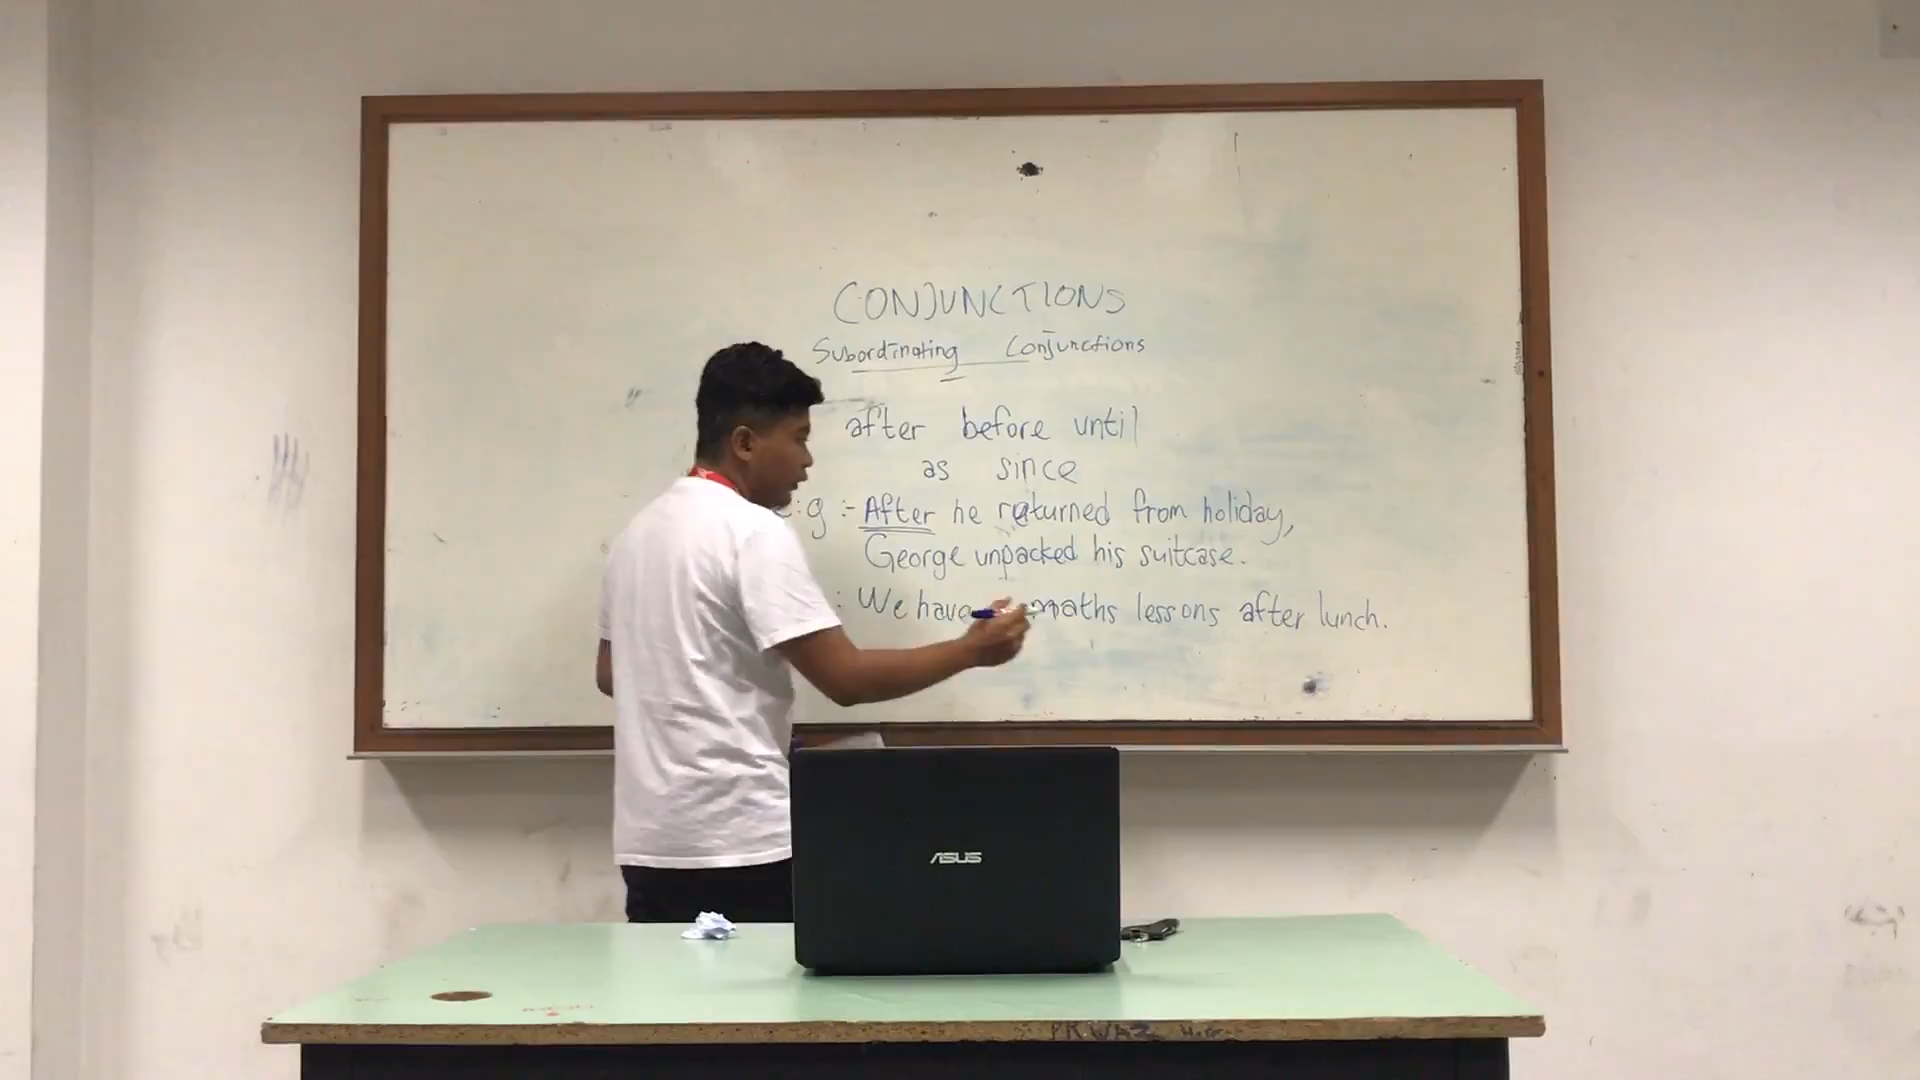 CONJUNCTIONS
Subordinating Conjunctions
after before until
as since
e:g :- After he returned from holiday,
George unpacked his suitcase.
: We have maths lessons after lunch.
ASUS